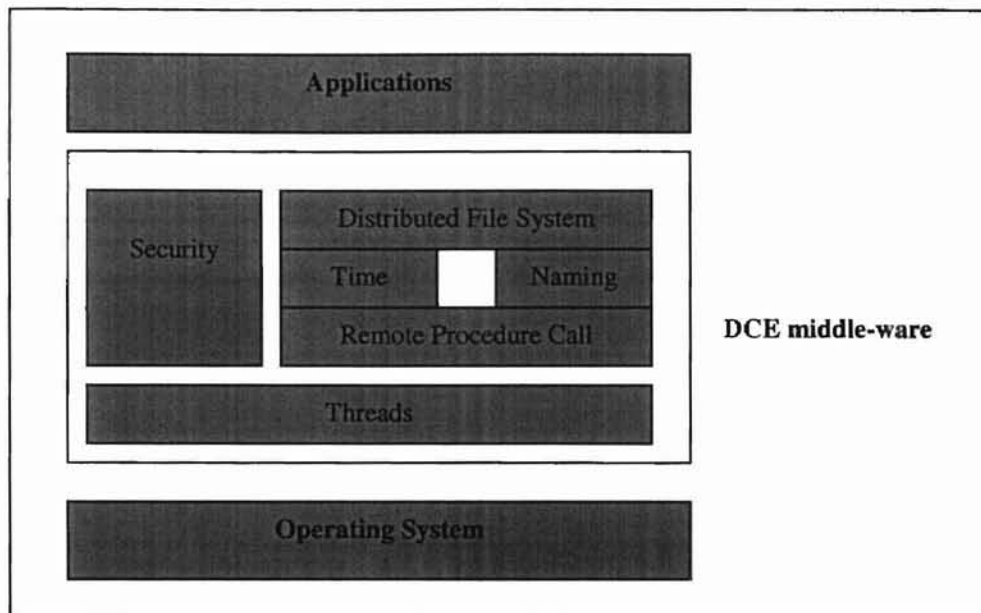 Applications
Security
Distributed File System
Time
Naming
Remote Procedure Call
DCE middle-ware
Threads
Operating System